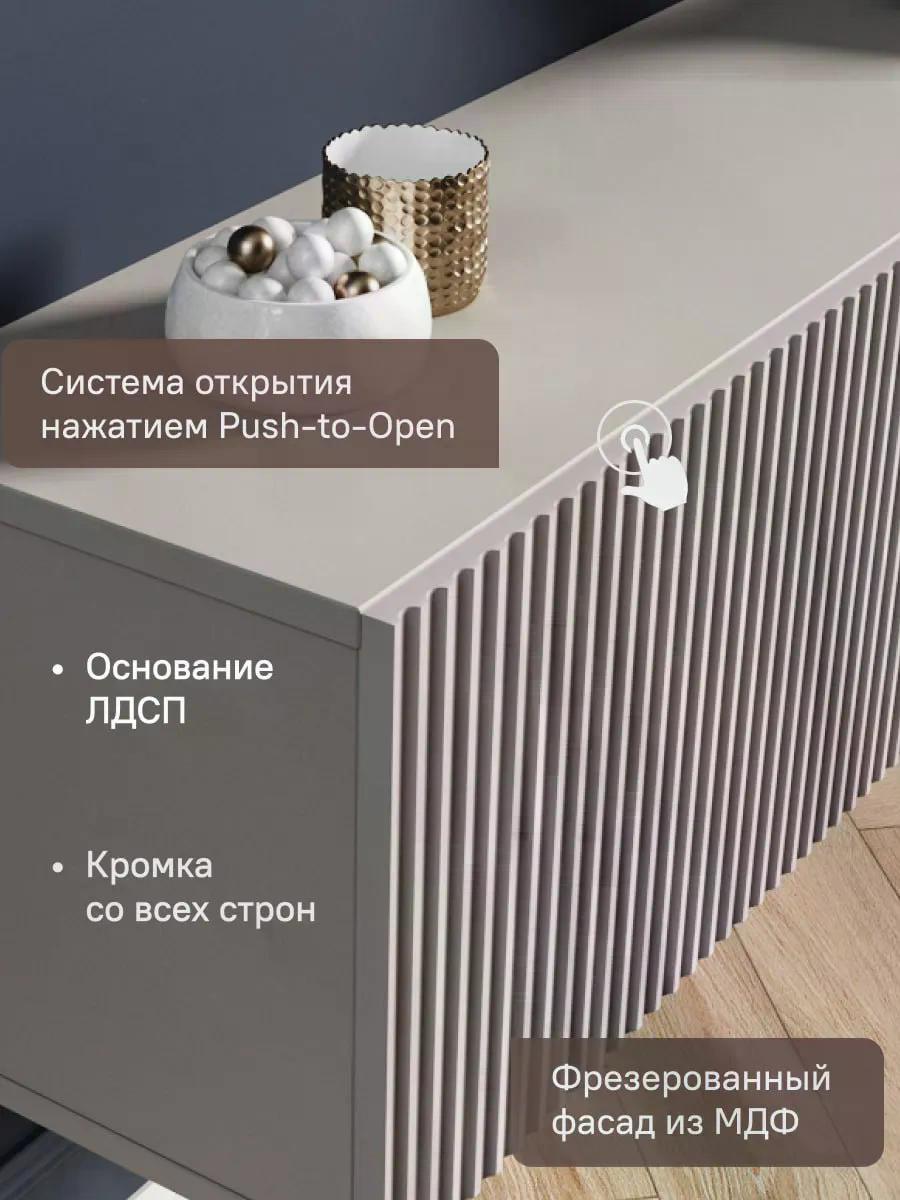 Система открытия
нажатием Push-to-Open
• Основание
ЛДСП
• Кромка
со всех строн
Фрезерованный
фасад из МДФ